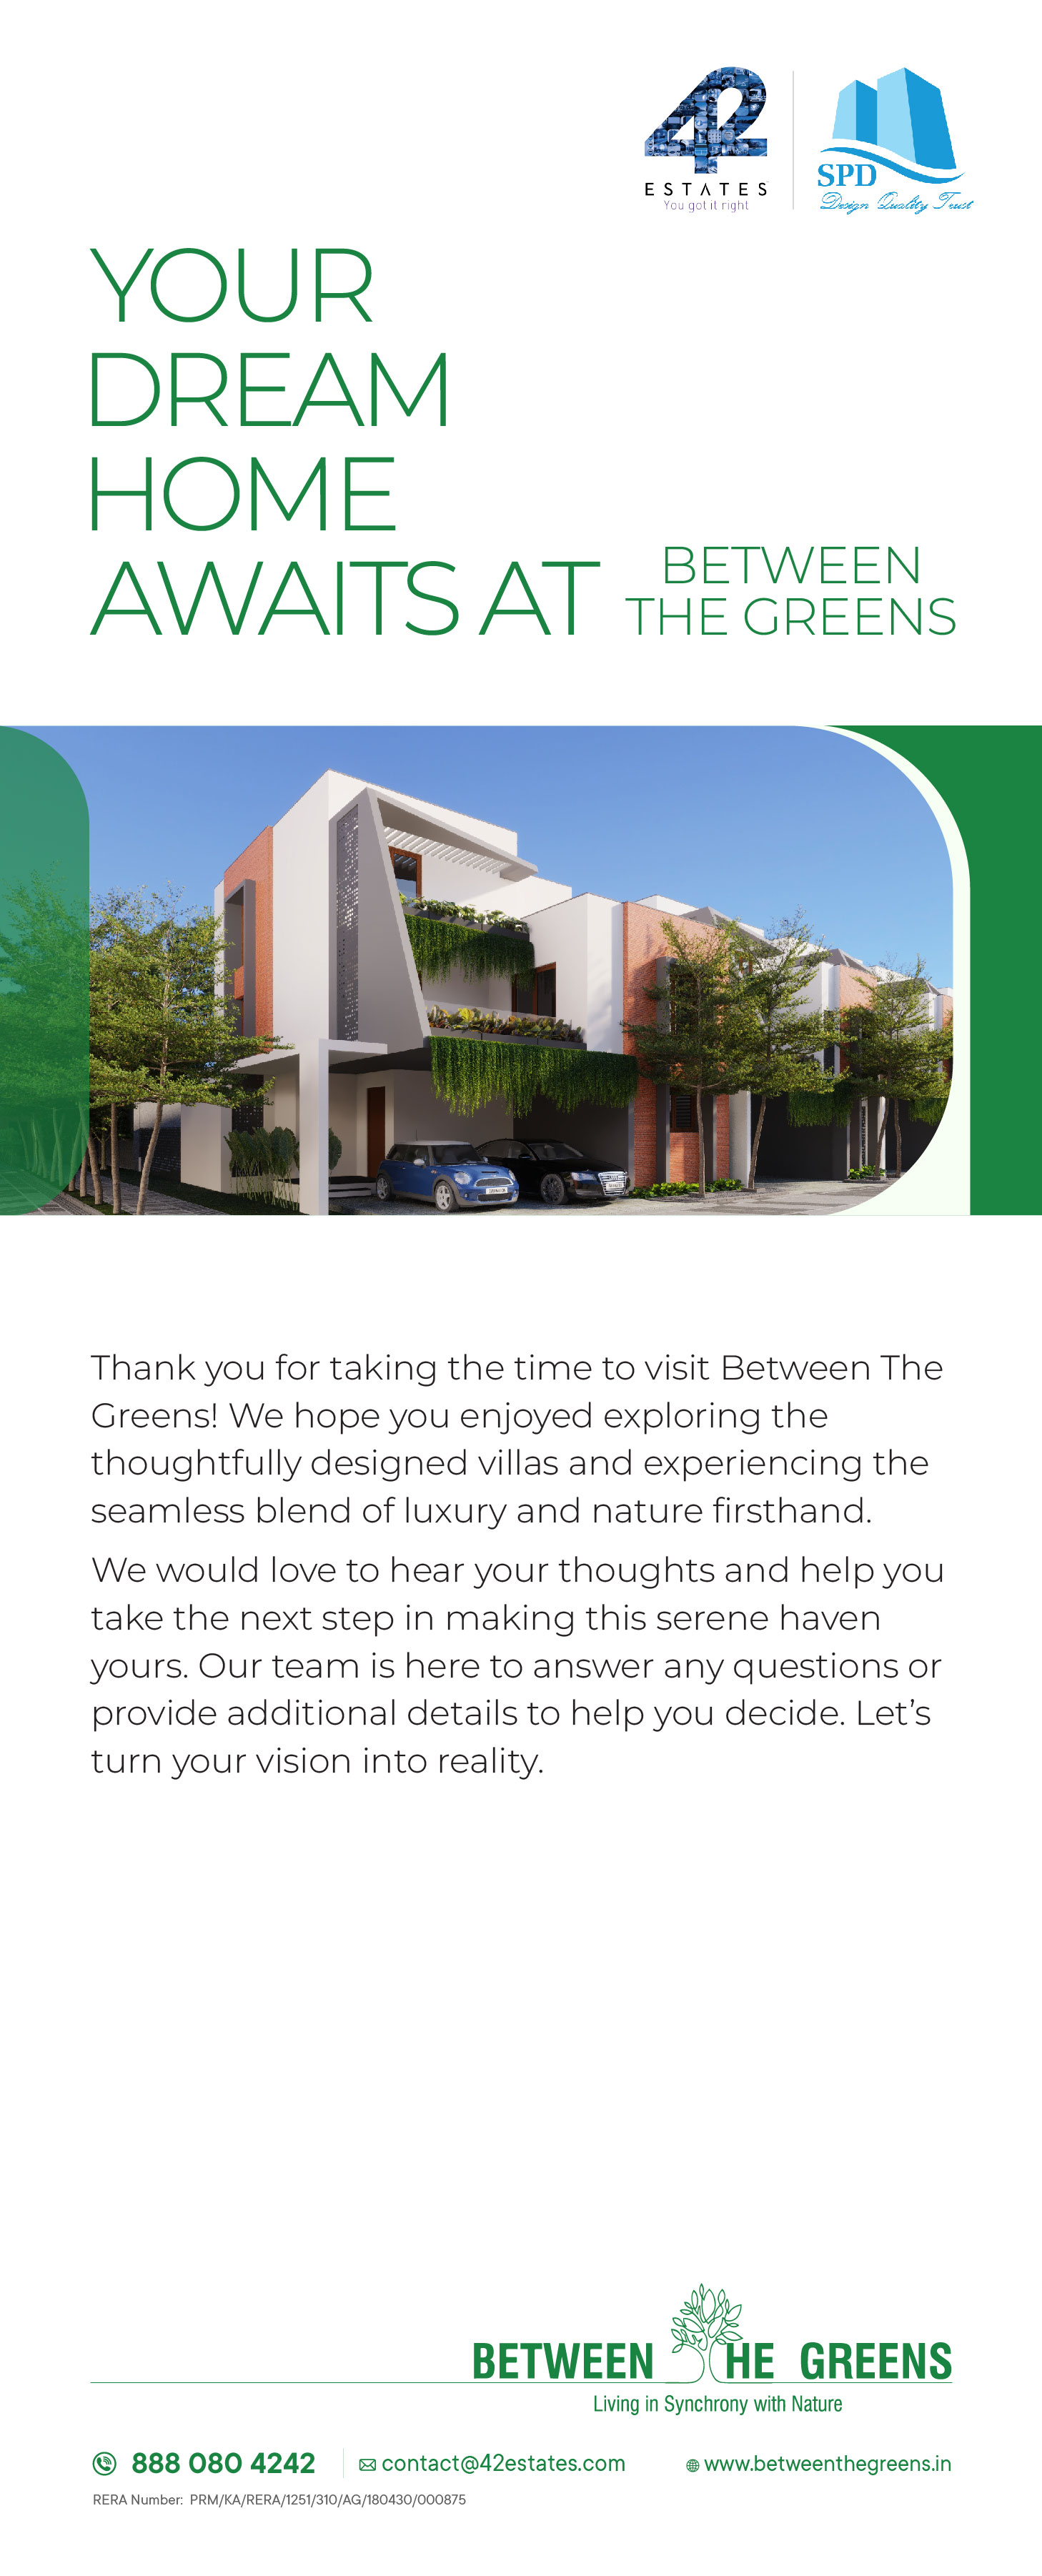 42
ESTATES
You got it right
SPD
Design Quality Trust
YOUR
DREAM
HOME
AWAITS AT
BETWEEN
THE GREENS
Thank you for taking the time to visit Between The
Greens! We hope you enjoyed exploring the
thoughtfully designed villas and experiencing the
seamless blend of luxury and nature firsthand.
We would love to hear your thoughts and help you
take the next step in making this serene haven
yours. Our team is here to answer any questions or
provide additional details to help you decide. Let’s
turn your vision into reality.
BETWEEN THE GREENS
Living in Synchrony with Nature
888 080 4242 contact@42estates.com www.betweenthegreens.in
RERA Number: PRM/KA/RERA/1251/310/AG/180430/000875